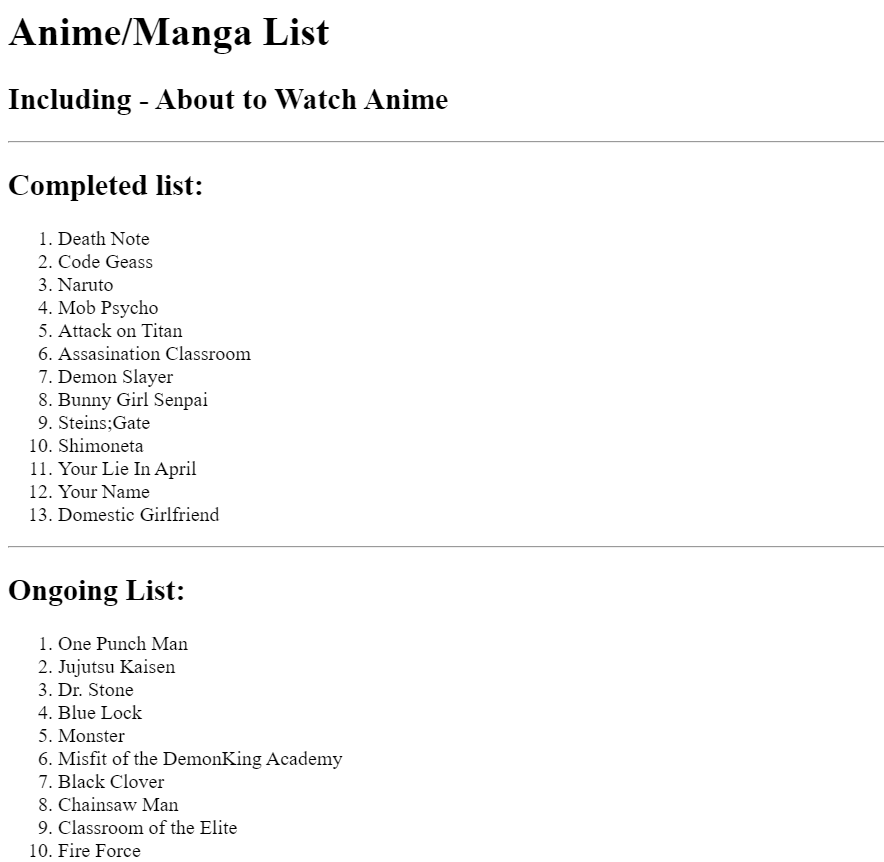 Anime/Manga List
Including - About to Watch Anime
Completed list:
1. Death Note
2. Code Geass
3. Naruto
4. Mob Psycho
5. Attack on Titan
6. Assasination Classroom
7. Demon Slayer
8. Bunny Girl Senpai
9. Steins;Gate
10. Shimoneta
11. Your Lie In April
12. Your Name
13. Domestic Girlfriend
Ongoing List:
1. One Punch Man
2. Jujutsu Kaisen
3. Dr. Stone
4. Blue Lock
5. Monster
6. Misfit of the DemonKing Academy
7. Black Clover
8. Chainsaw Man
9. Classroom of the Elite
10. Fire Force